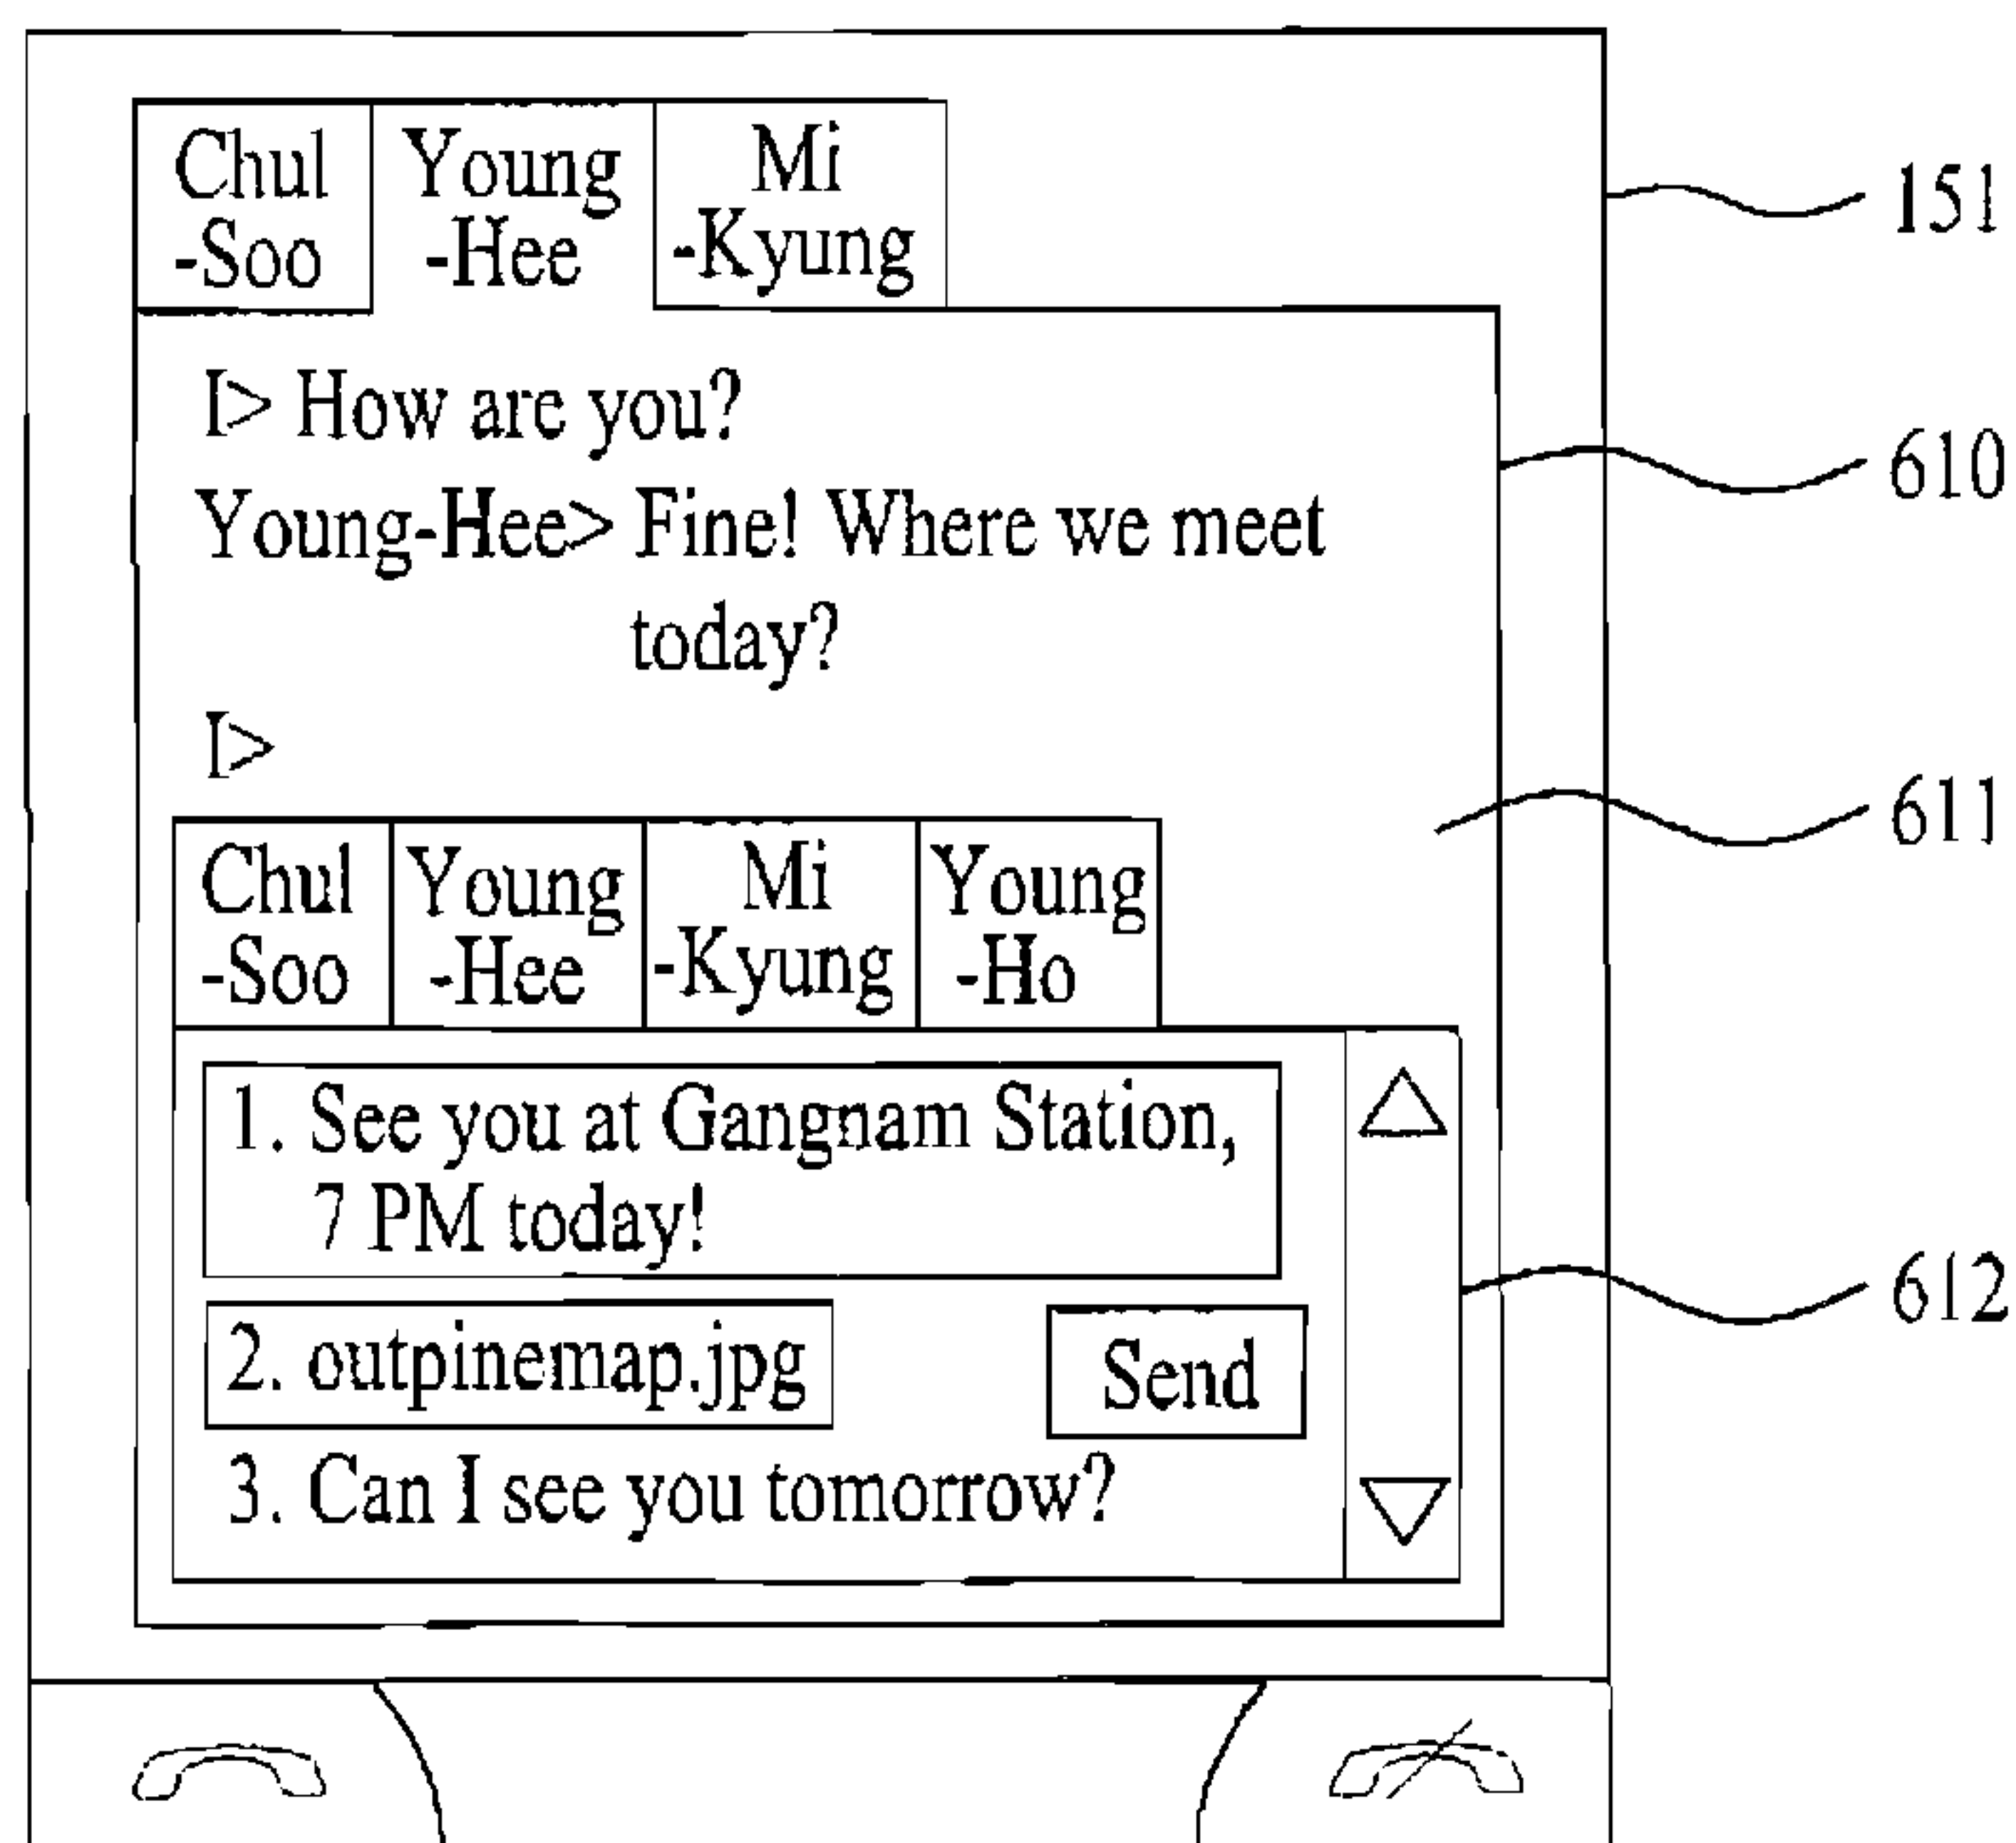 Chul
-Soo
Young
-Hee
Mi
-Kyung
151
I> How are you?
610
Young-Hee> Fine! Where we meet
today?
I>
611
Chul
-Soo
Young
-Hee
Mi
-Kyung
Young
-Ho
1. See you at Gangnam Station,
7 PM today!
612
2. outpinemap.jpg
Send
3. Can I see you tomorrow?